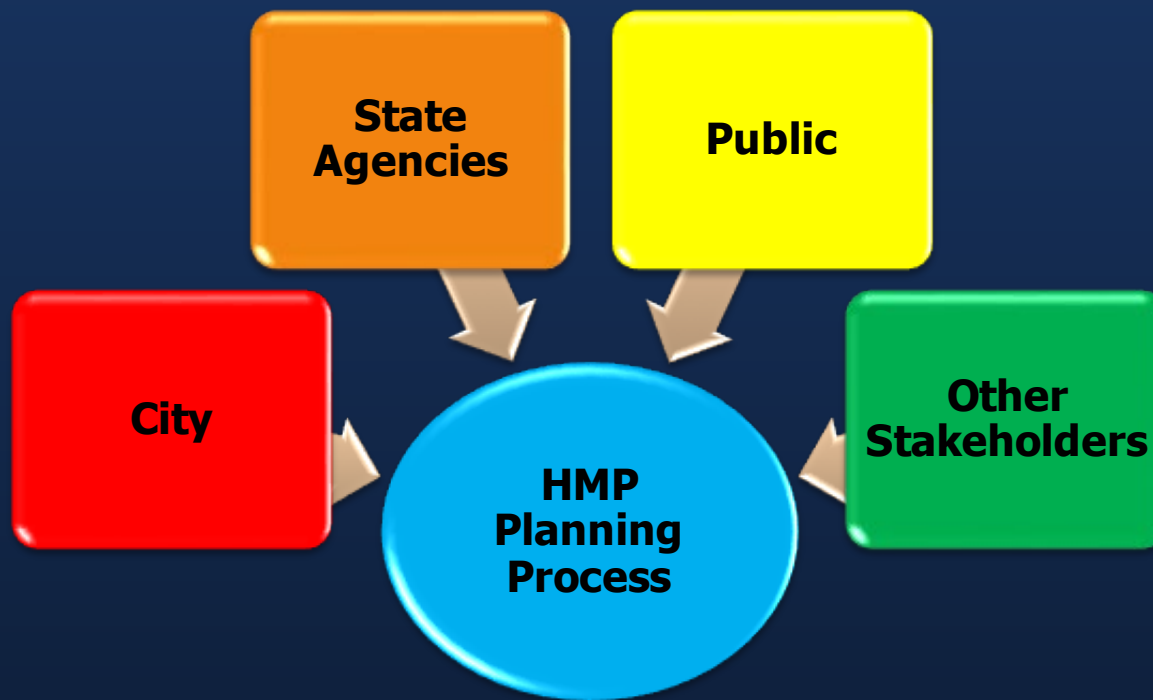 State
Agencies
Public
City
Other
Stakeholders
HMP
Planning
Process